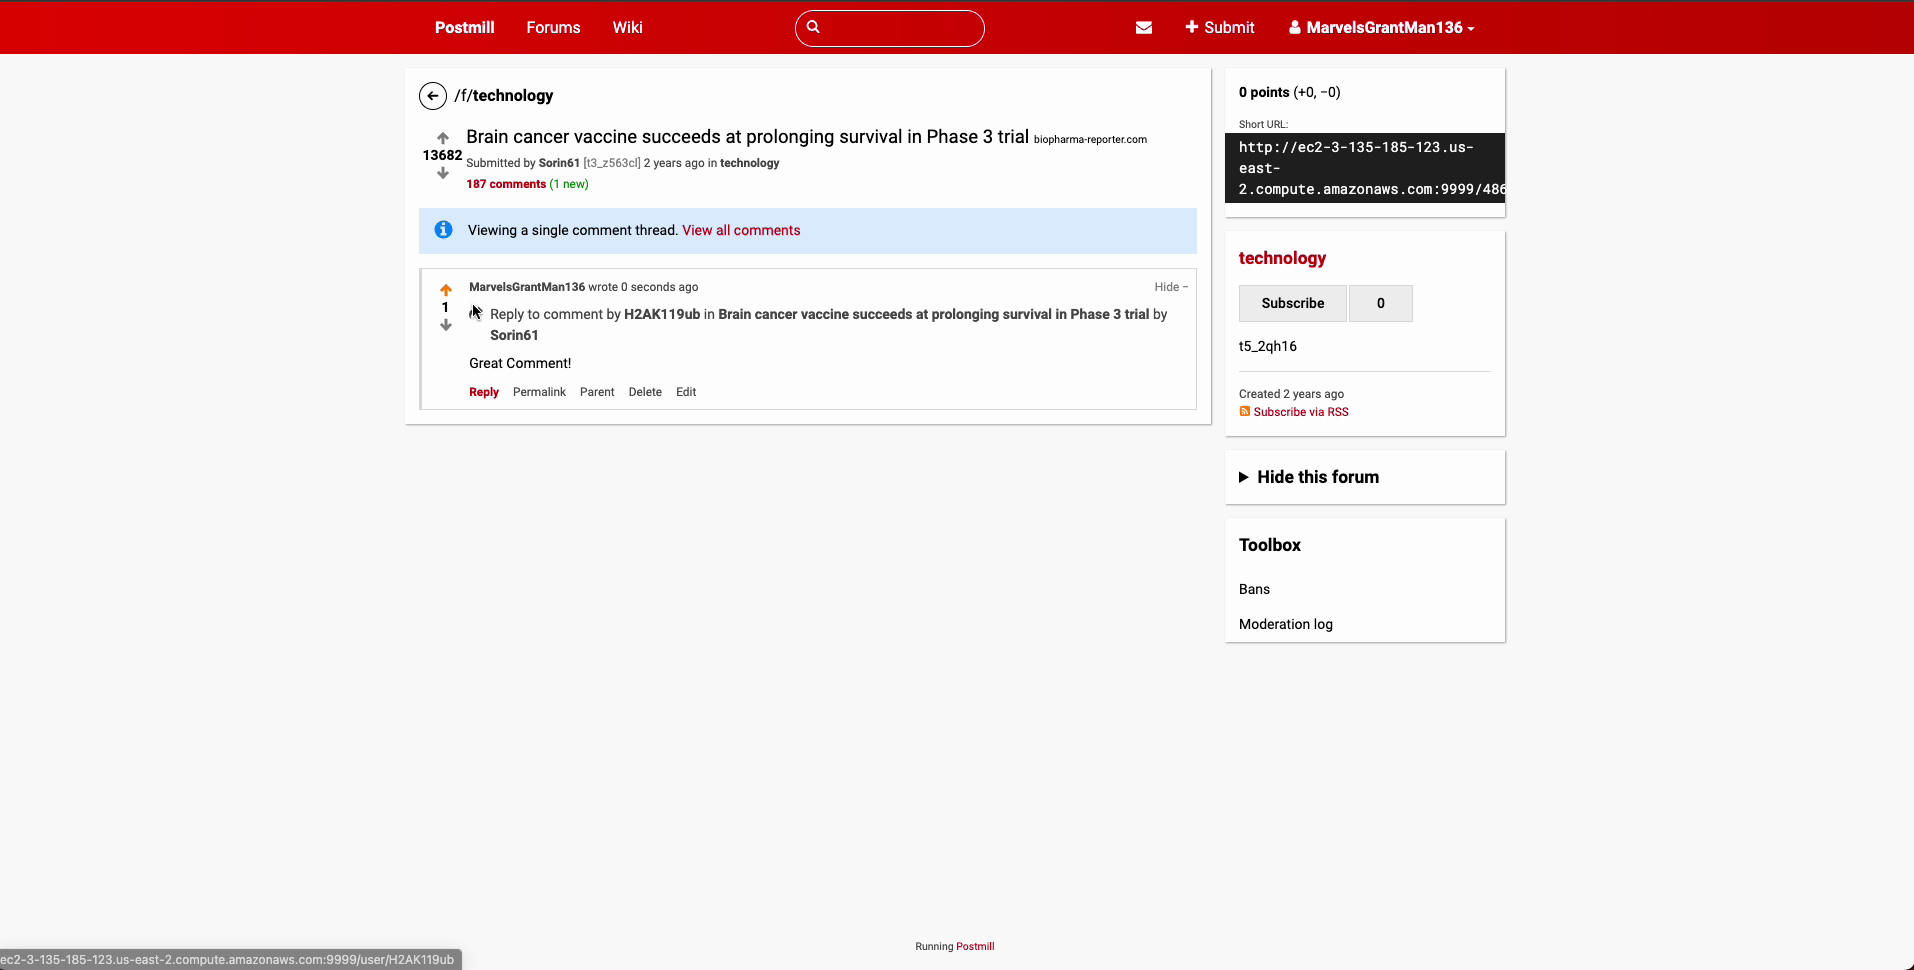 Postmill Forums Wiki Submit MarvelsGrantMan136
/f/technology
Brain cancer vaccine succeeds at prolonging survival in Phase 3 trial biopharma-reporter.com
13682
Submitted by Sorin61 [t3_z563cl] 2 years ago in technology
187 comments (1 new)
Viewing a single comment thread. View all comments
MarvelsGrantMan136 wrote 0 seconds ago Hide −
1
Reply to comment by H2AK119ub in Brain cancer vaccine succeeds at prolonging survival in Phase 3 trial by
Sorin61
Great Comment!
Reply Permalink Parent Delete Edit
0 points (+0, −0)
Short URL:
http://ec2-3-135-185-123.us-
east-
2.compute.amazonaws.com:9999/486
technology
Subscribe 0
t5_2qh16
Created 2 years ago
Subscribe via RSS
Hide this forum
Toolbox
Bans
Moderation log
Running Postmill
ec2-3-135-185-123.us-east-2.compute.amazonaws.com:9999/user/H2AK119ub